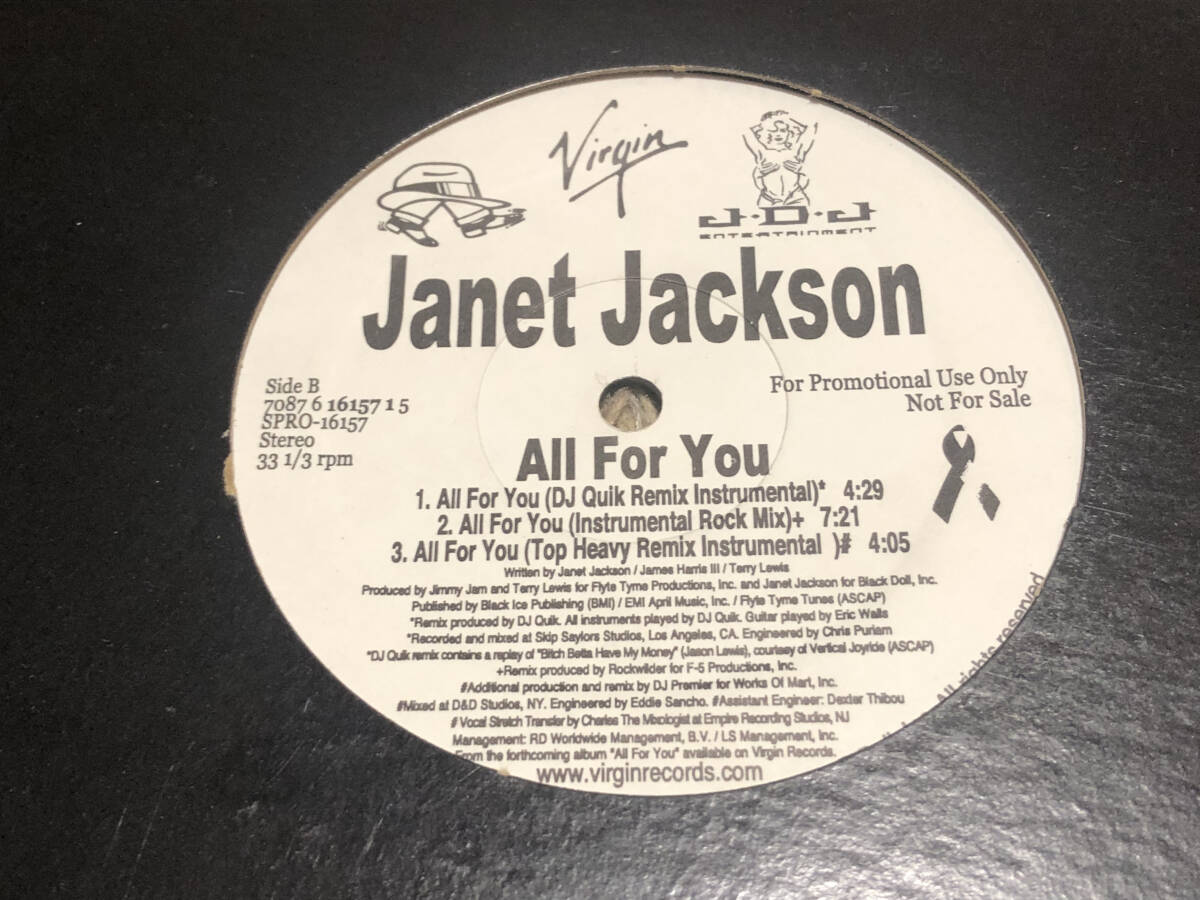 Virgin
J·D·J
ENTERTAINMENT
Janet Jackson
Side B
7087 6 16157 1 5
SPRO-16157
Stereo
33 1/3 rpm
For Promotional Use Only
Not For Sale
All For You
1. All For You (DJ Quik Remix Instrumental)* 4:29
2. All For You (Instrumental Rock Mix)+ 7:21
3. All For You (Top Heavy Remix Instrumental )# 4:05
Written by Janet Jackson / James Harris III / Terry Lewis
Produced by Jimmy Jam and Terry Lewis for Flyte Tyme Productions, Inc. and Janet Jackson for Black Doll, Inc.
Published by Black Ice Publishing (BMI) / EMI April Music, Inc. / Flyte Tyme Tunes (ASCAP)
*Remix produced by DJ Quik. All instruments played by DJ Quik. Guitar played by Eric Walls
*Recorded and mixed at Skip Saylors Studios, Los Angeles, CA. Engineered by Chris Puriam
*DJ Quik remix contains a replay of "Bitch Betta Have My Money" (Jason Lewis), courtesy of Vertical Joyride (ASCAP)
+Remix produced by Rockwilder for F-5 Productions, Inc.
#Additional production and remix by DJ Premier for Works Of Mart, Inc.
#Mixed at D&D Studios, NY. Engineered by Eddie Sancho. #Assistant Engineer: Dexter Thibou
# Vocal Stretch Transfer by Charles The Mixologist at Empire Recording Studios, NJ
Management: RD Worldwide Management, B.V. / LS Management, Inc.
From the forthcoming album "All For You" available on Virgin Records.
www.virginrecords.com
All rights reserved